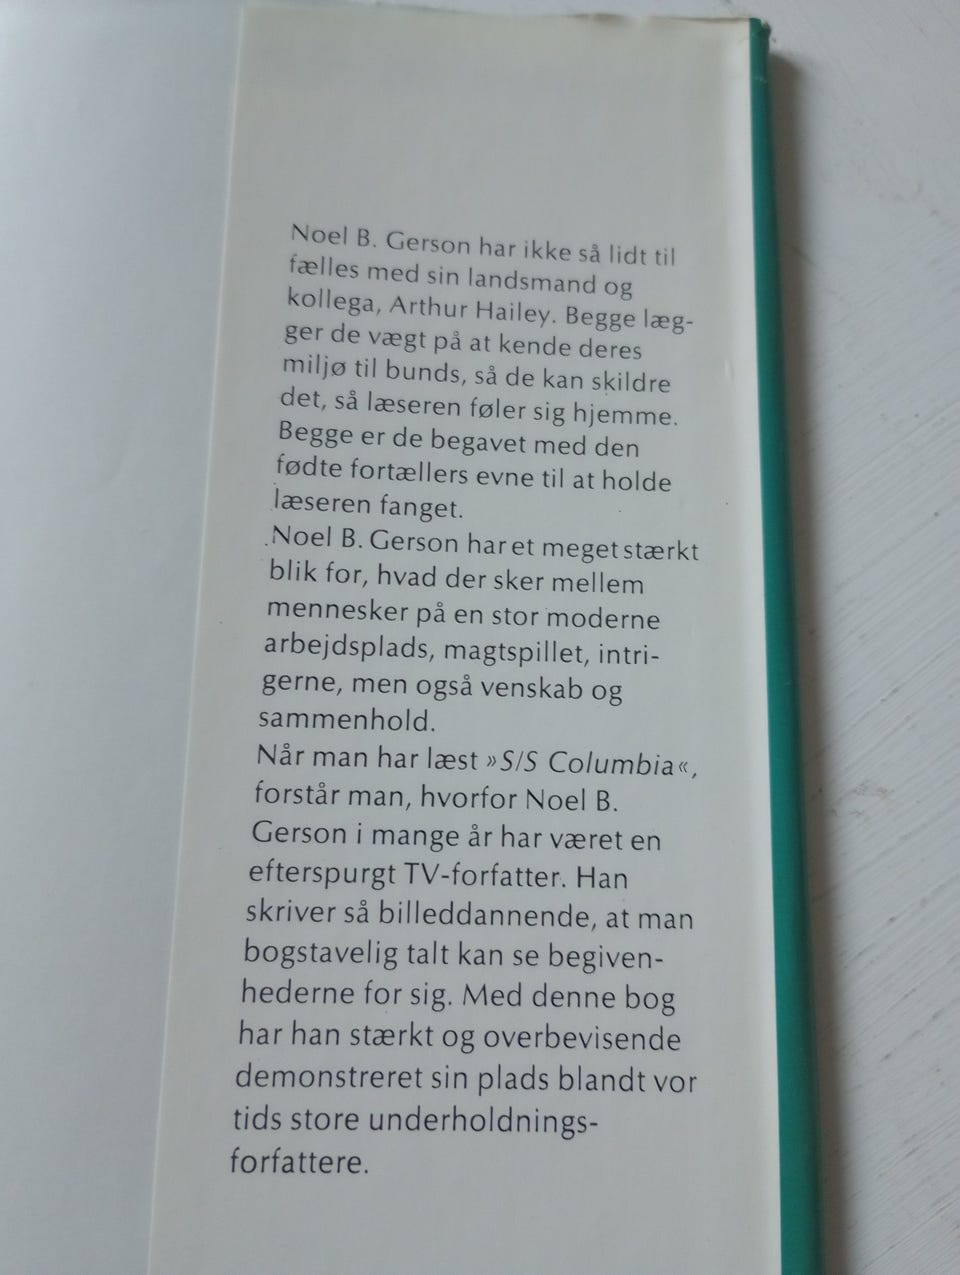 Noel B. Gerson har ikke så lidt til
fælles med sin landsmand og
kollega, Arthur Hailey. Begge læg-
ger de vægt på at kende deres
miljø til bunds, så de kan skildre
det, så læseren føler sig hjemme.
Begge er de begavet med den
fødte fortællers evne til at holde
læseren fanget.
Noel B. Gerson har et meget stærkt
blik for, hvad der sker mellem
mennesker på en stor moderne
arbejdsplads, magtspillet, intri-
gerne, men også venskab og
sammenhold.
Når man har læst »S/S Columbia«,
forstår man, hvorfor Noel B.
Gerson i mange år har været en
efterspurgt TV-forfatter. Han
skriver så billeddannende, at man
bogstavelig talt kan se begiven-
hederne for sig. Med denne bog
har han stærkt og overbevisende
demonstreret sin plads blandt vor
tids store underholdnings-
forfattere.